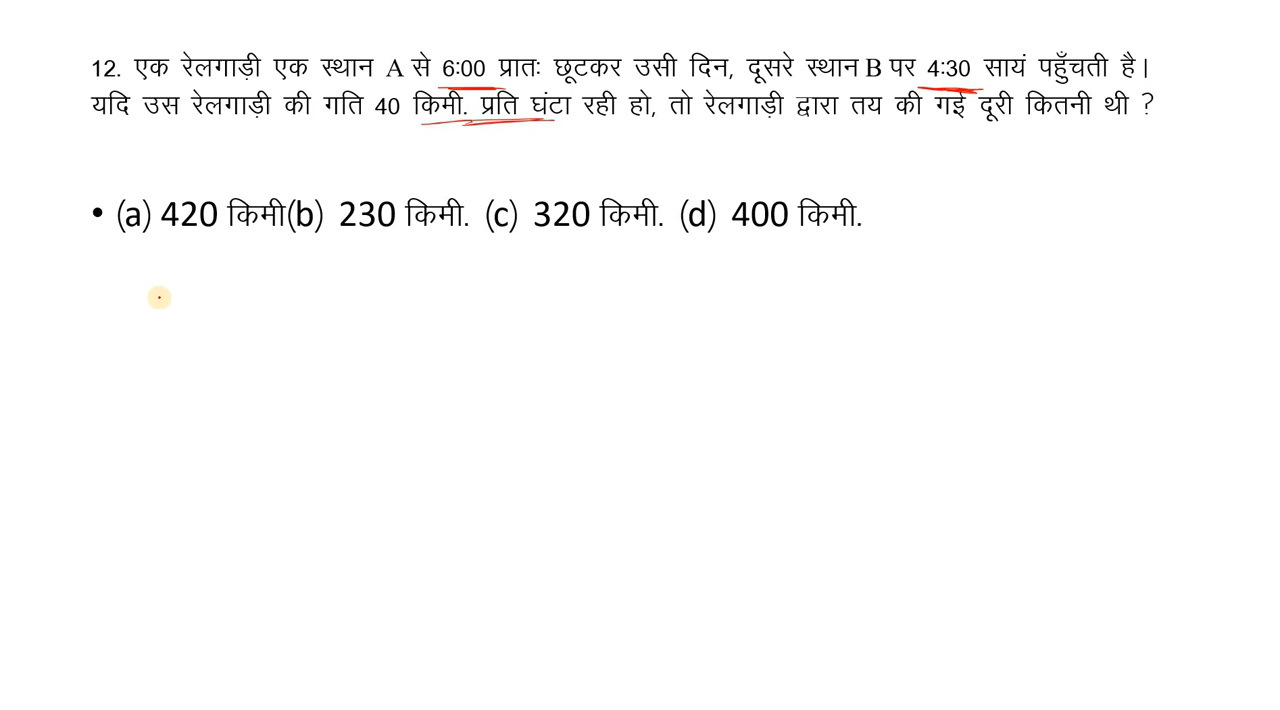 12. एक रेलगाड़ी एक स्थान A से 6:00 प्रातः छूटकर उसी दिन, दूसरे स्थान B पर 4:30 सायं पहुँचती है।
यदि उस रेलगाड़ी की गति 40 किमी. प्रति घंटा रही हो, तो रेलगाड़ी द्वारा तय की गई दूरी कितनी थी ?
• (a) 420 किमी(b) 230 किमी. (c) 320 किमी. (d) 400 किमी.